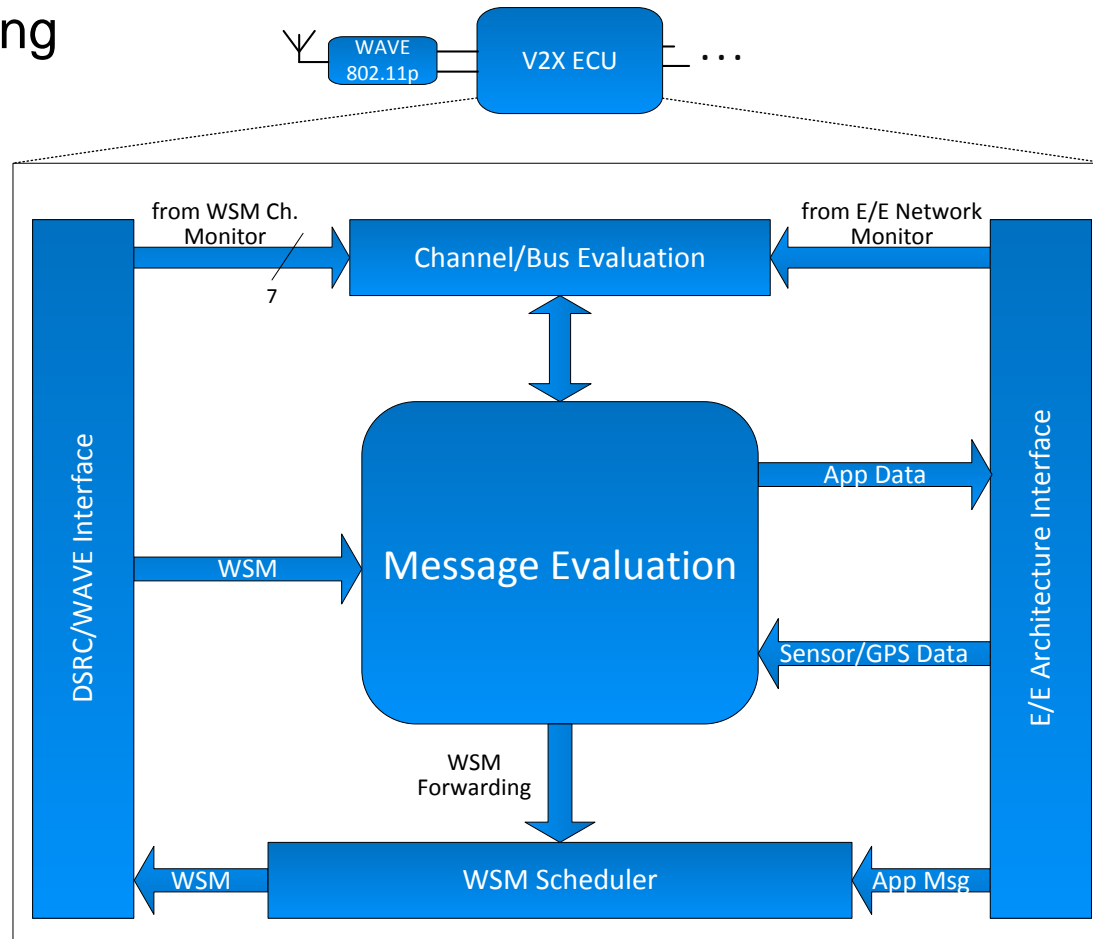 ng
WAVE
802.11p
V2X ECU
...
from WSM Ch.
Monitor
7
Channel/Bus Evaluation
from E/E Network
Monitor
DSRC/WAVE Interface
WSM
Message Evaluation
App Data
Sensor/GPS Data
E/E Architecture Interface
WSM
Forwarding
WSM
WSM Scheduler
App Msg